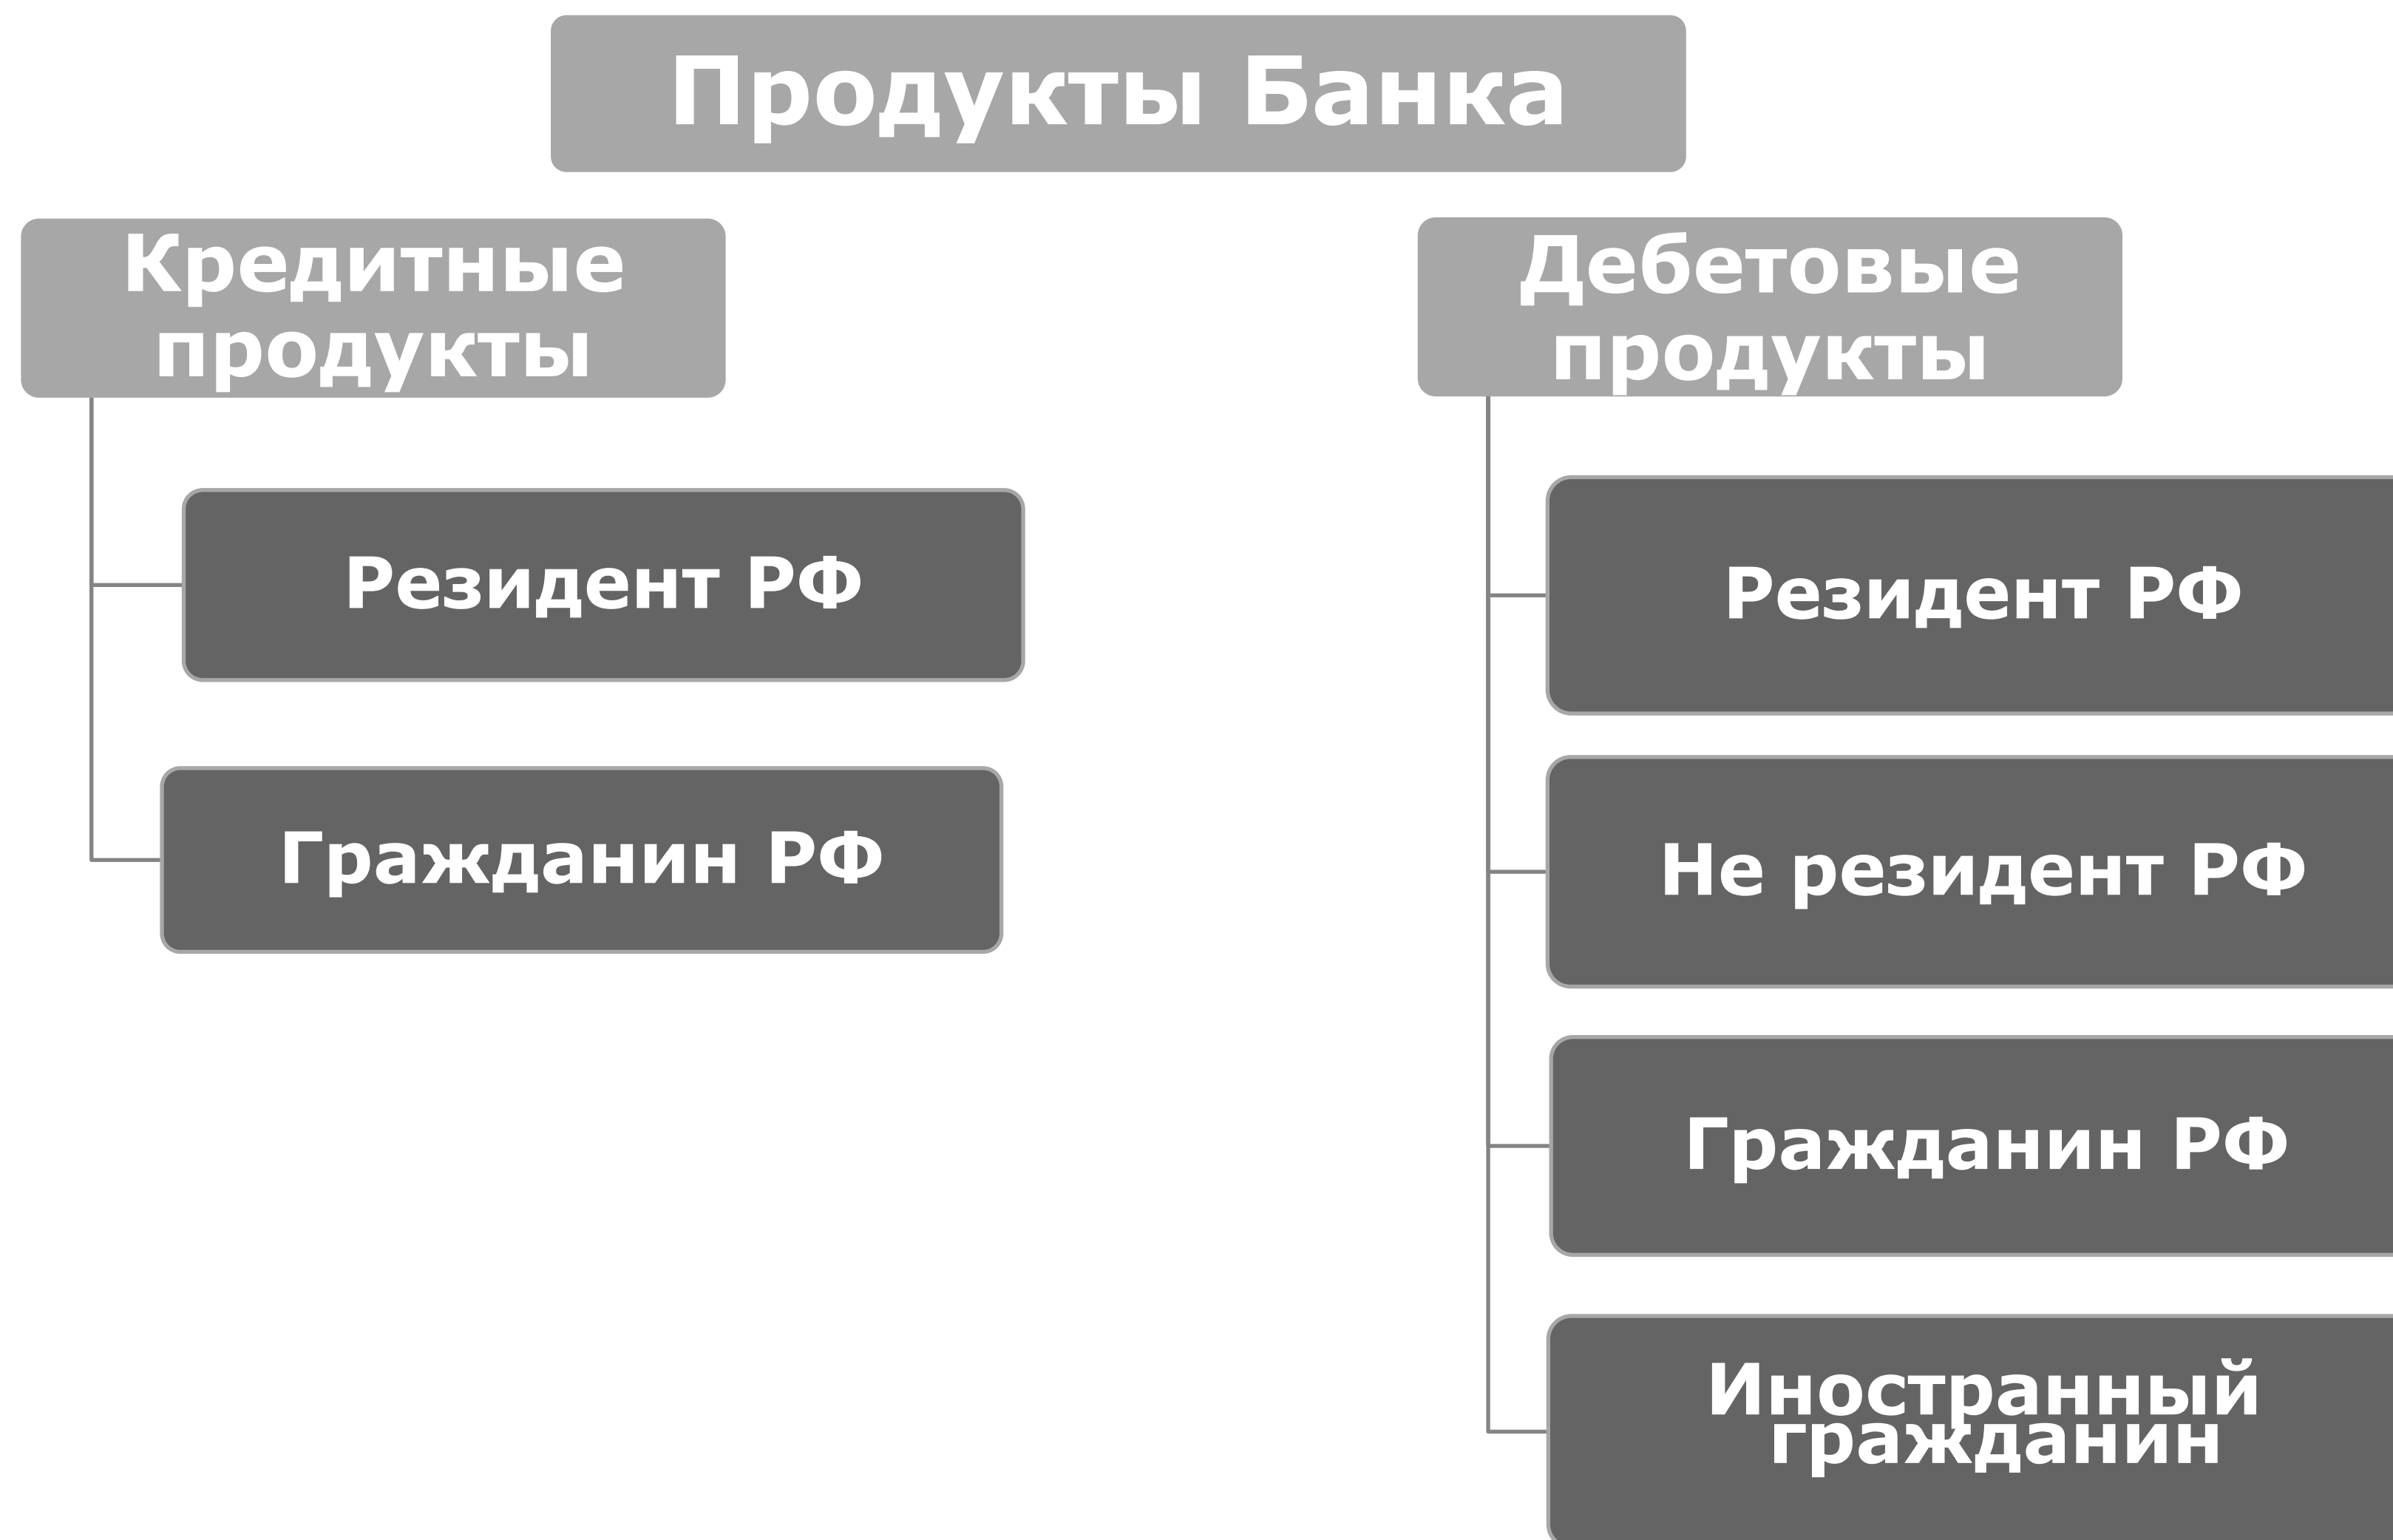 Продукты Банка
Кредитные
продукты
Резидент РФ
Гражданин РФ
Дебетовые
продукты
Резидент РФ
Не резидент РФ
Гражданин РФ
Иностранный
гражданин